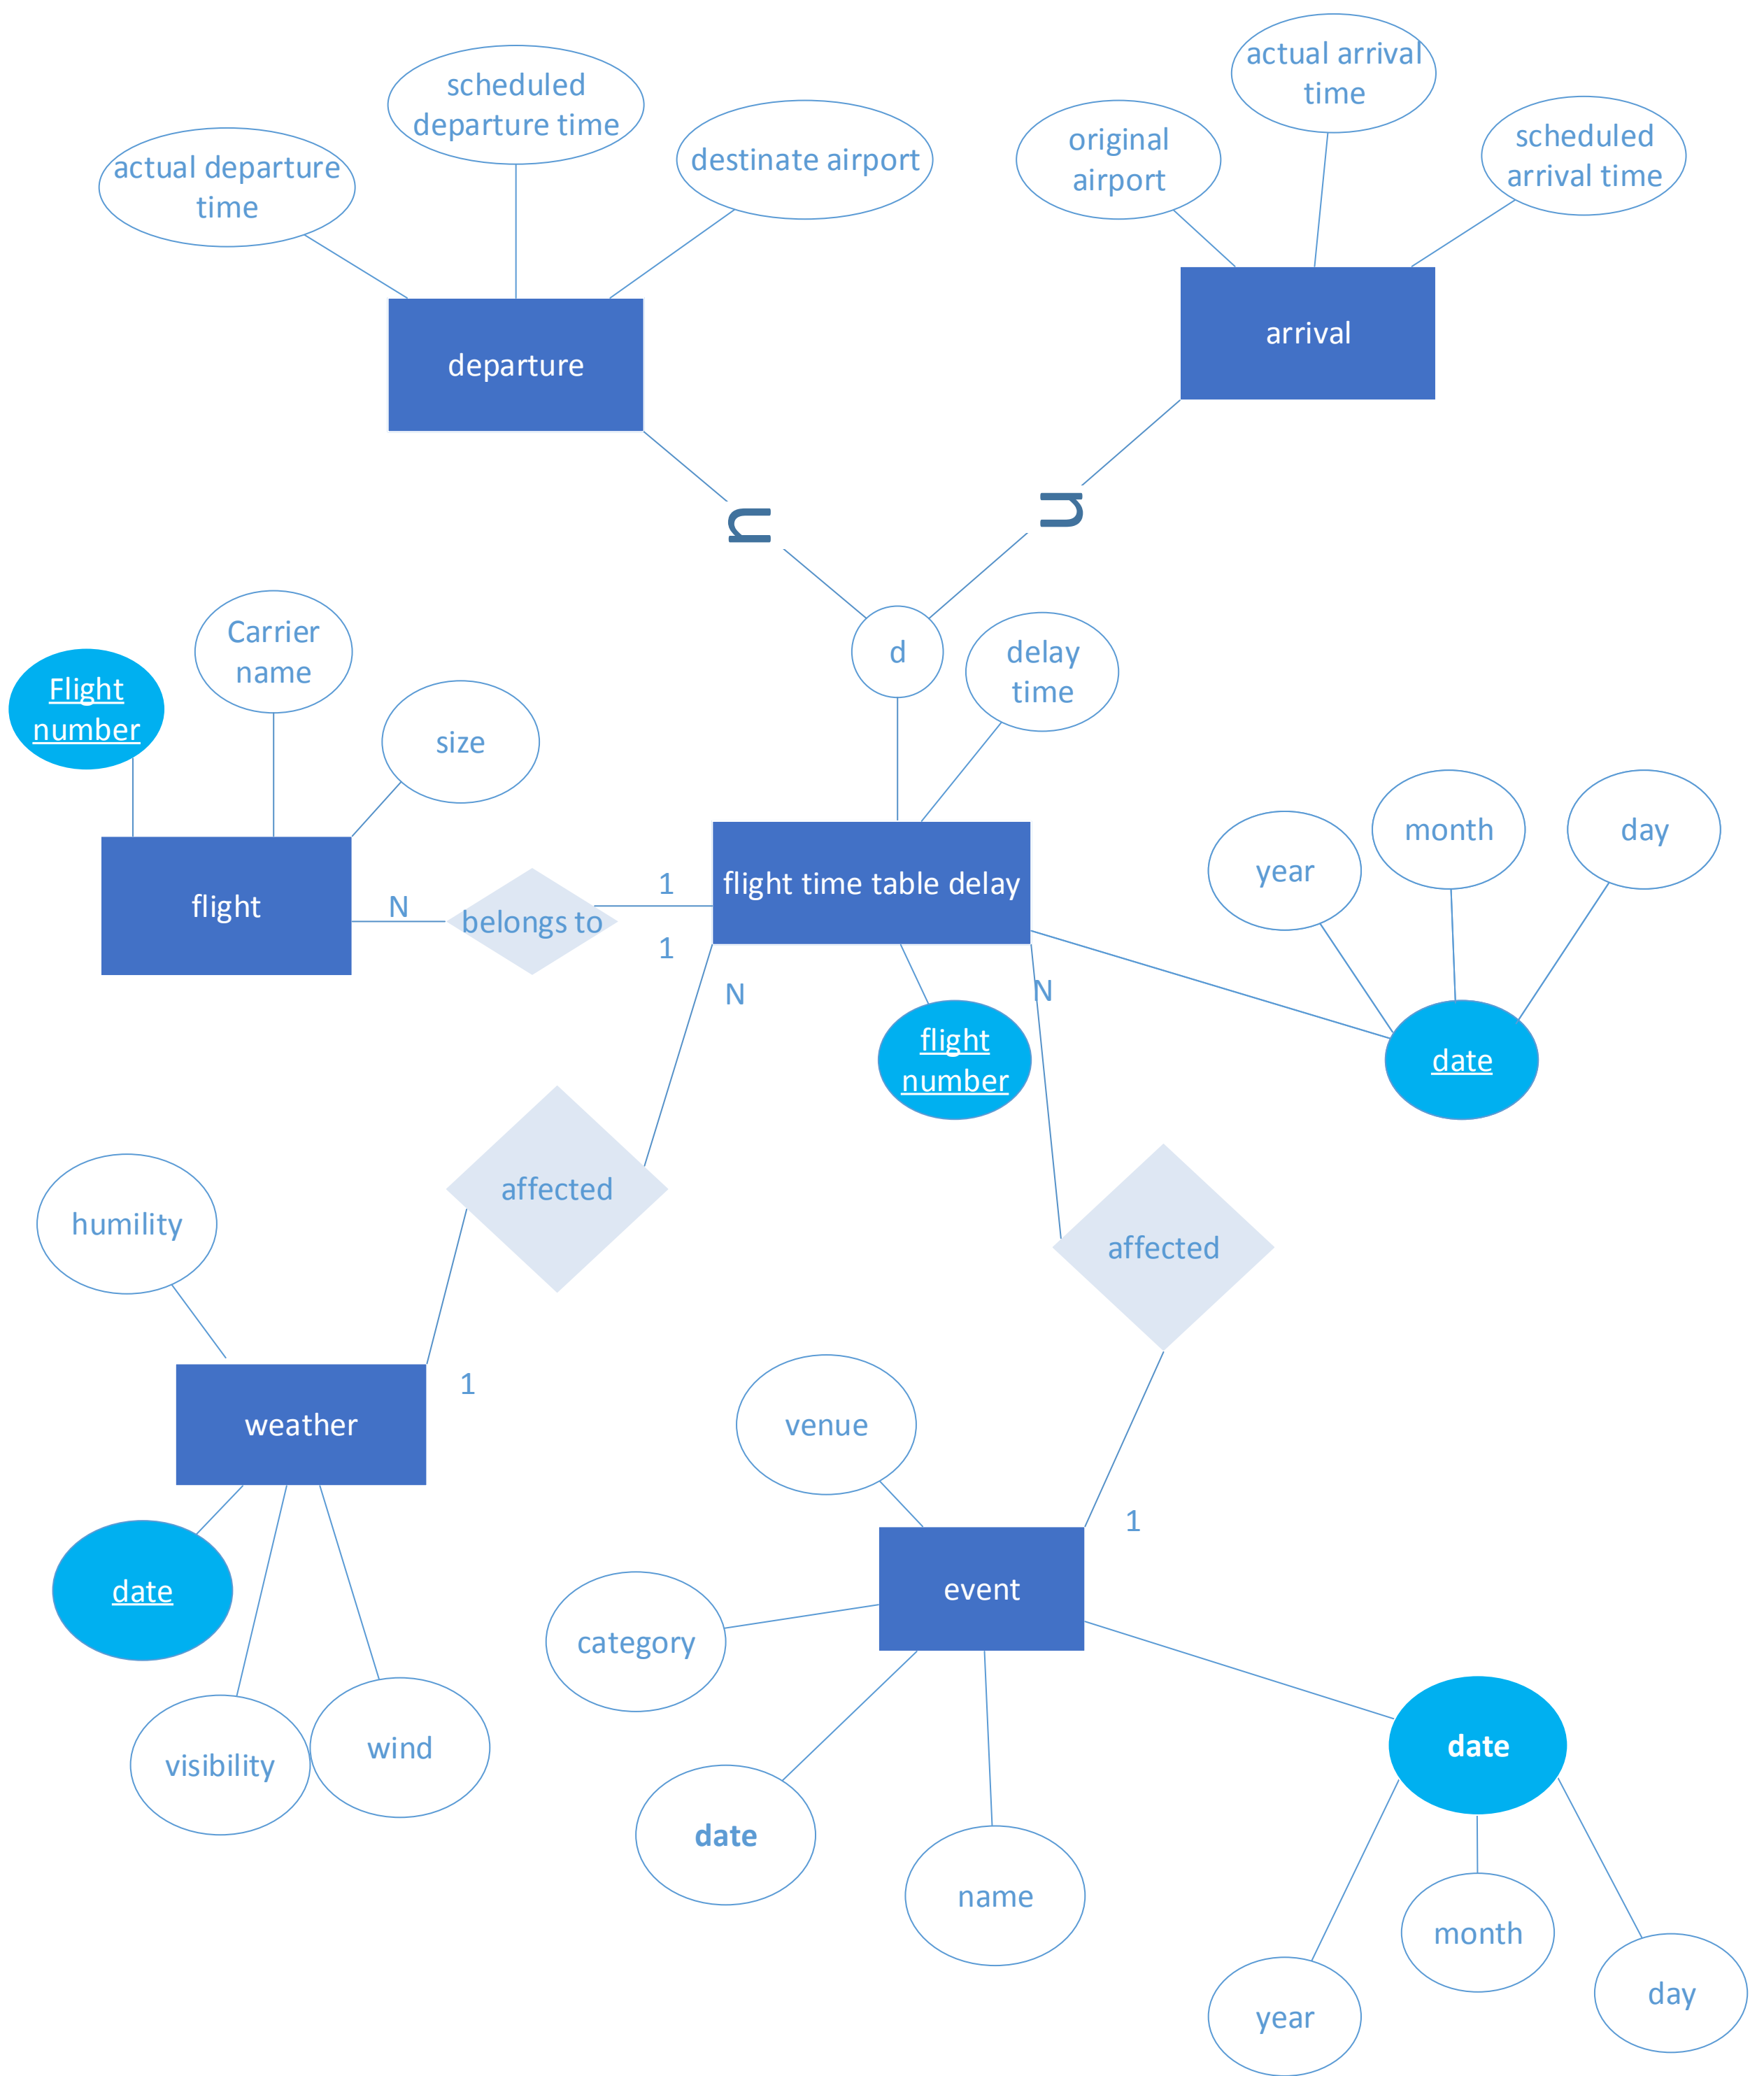 actual arrival
time
scheduled
departure time
original
airport
scheduled
arrival time
destinate airport
actual departure
time
arrival
departure
d
Carrier
name
delay
time
Flight
number
size
year
month
day
flight
N
belongs to
1
1
flight time table delay
N
N
flight
number
date
affected
affected
humility
1
weather
venue
1
date
event
category
visibility
wind
date
date
name
month
year
day